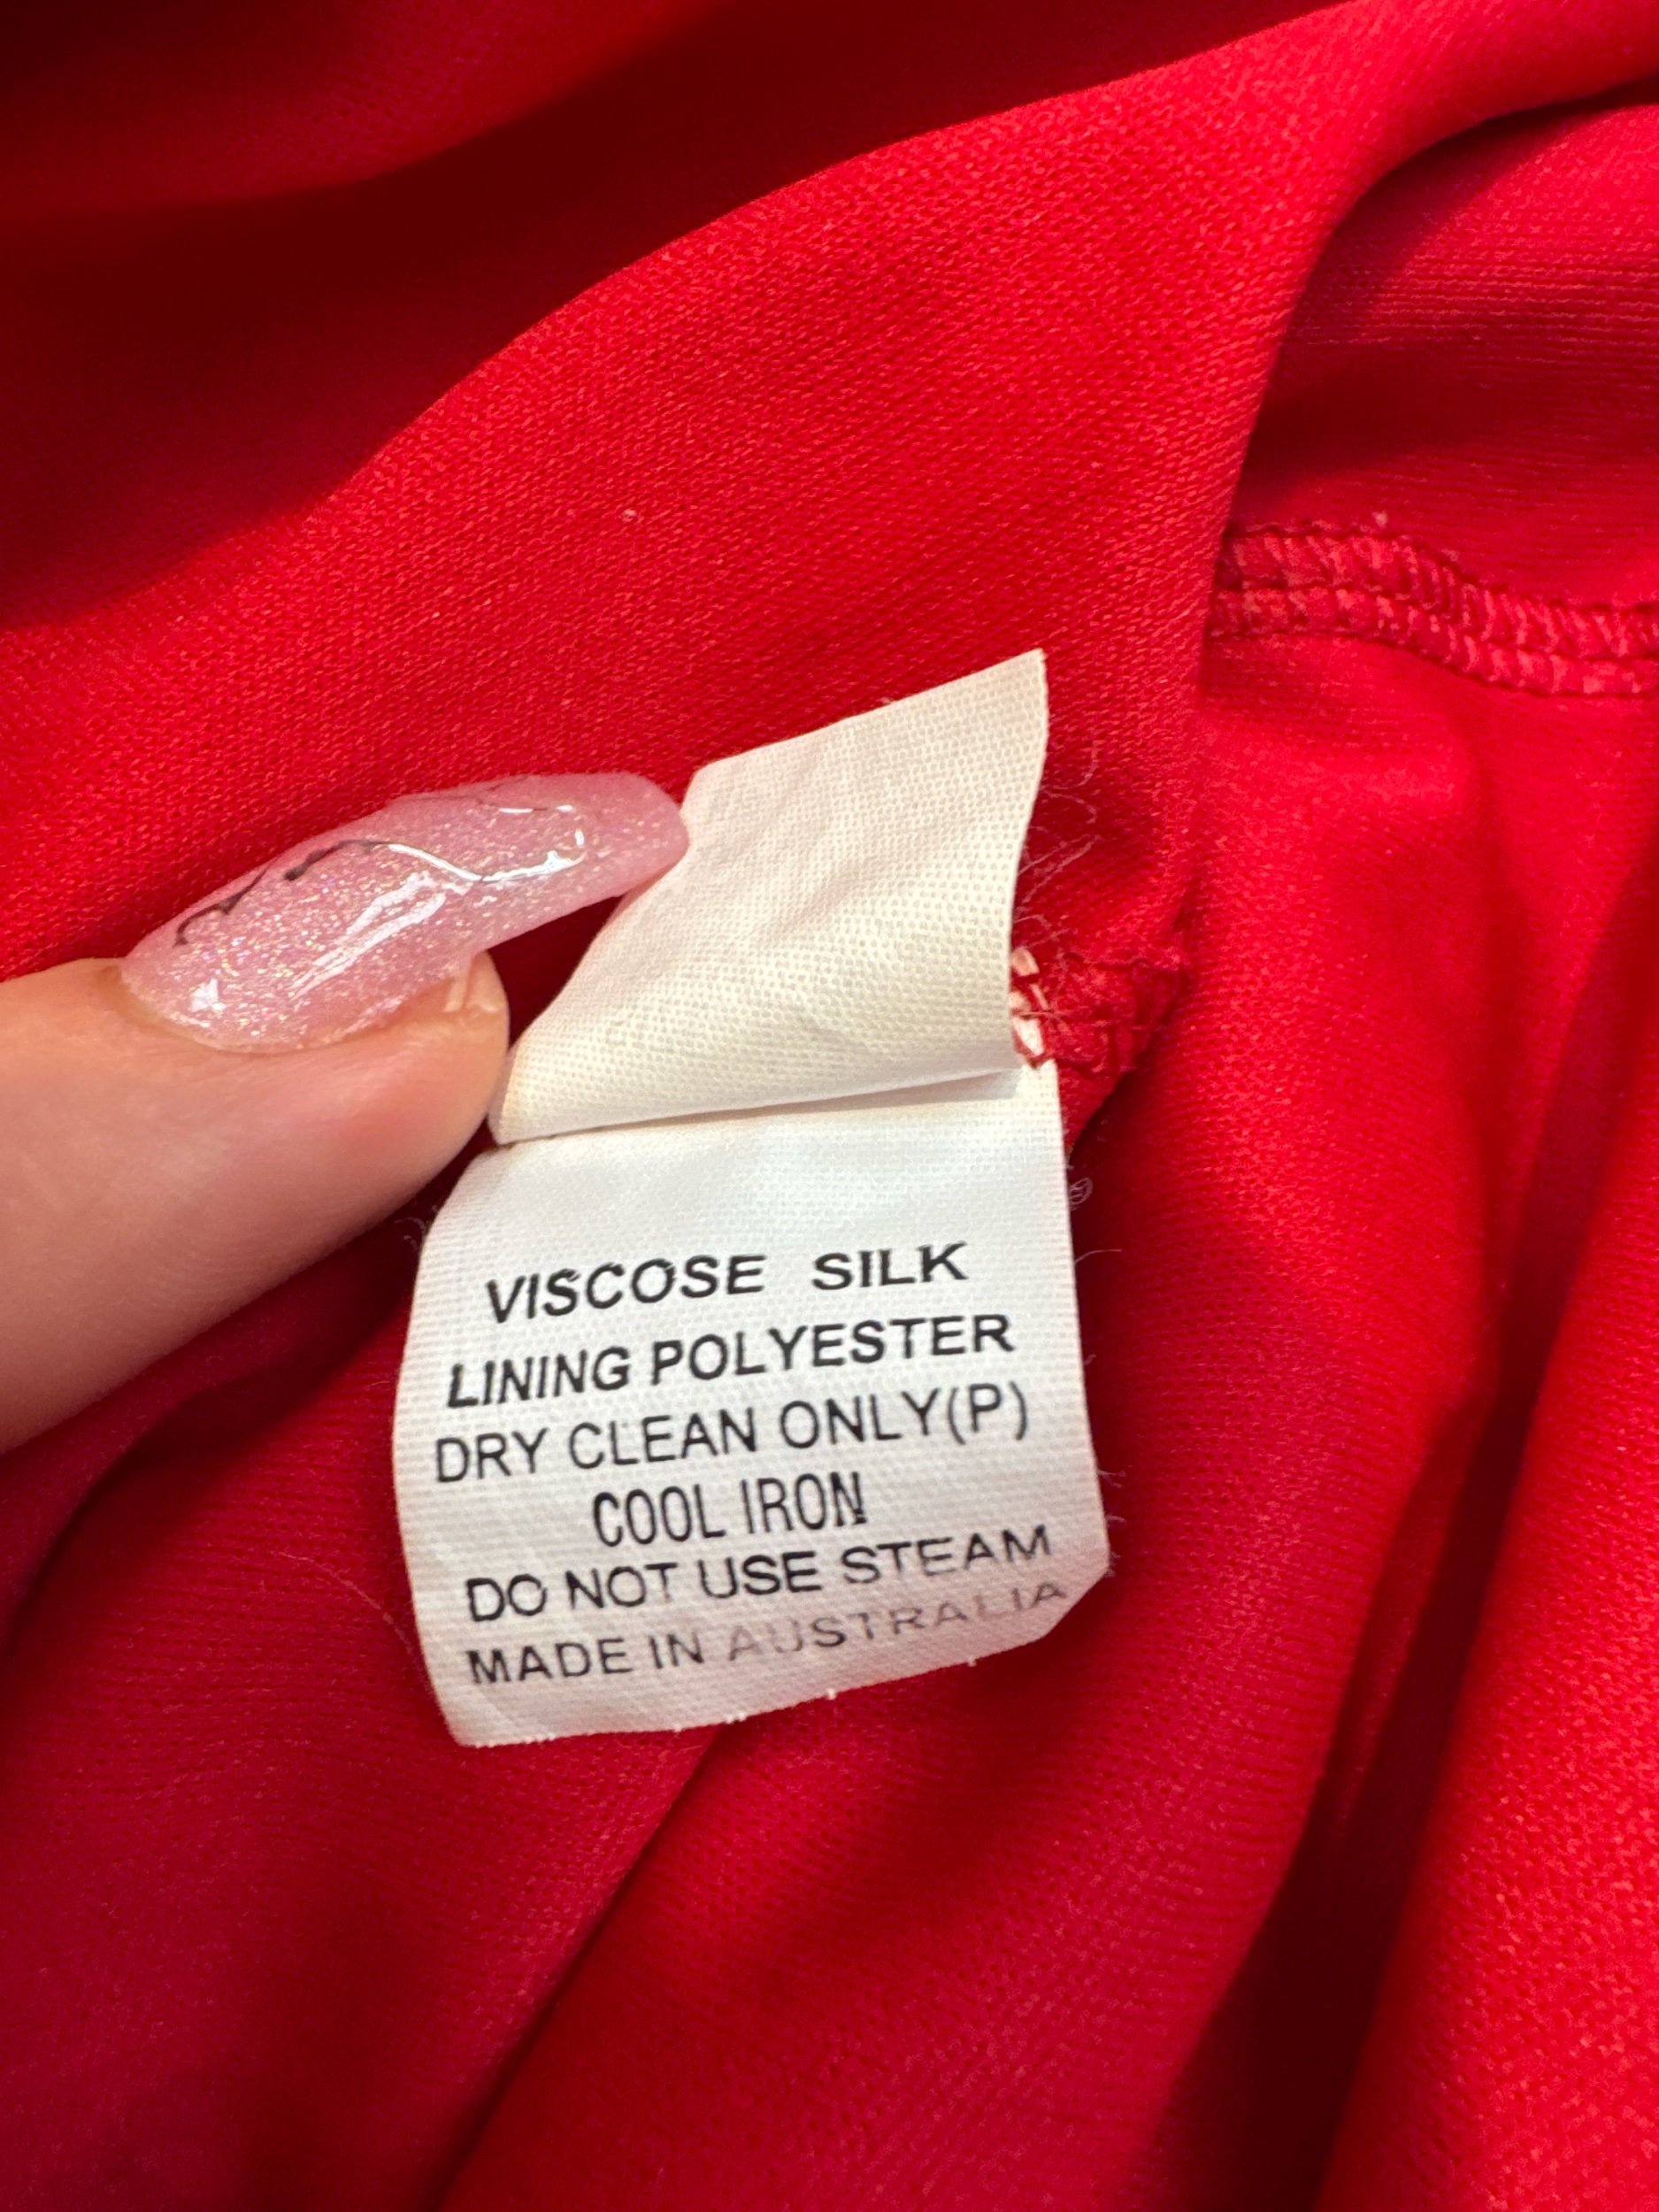 VISCOSE SILK
LINING POLYESTER
DRY CLEAN ONLY(P)
COOL IRON
DO NOT USE STEAM
MADE IN AUSTRALIA